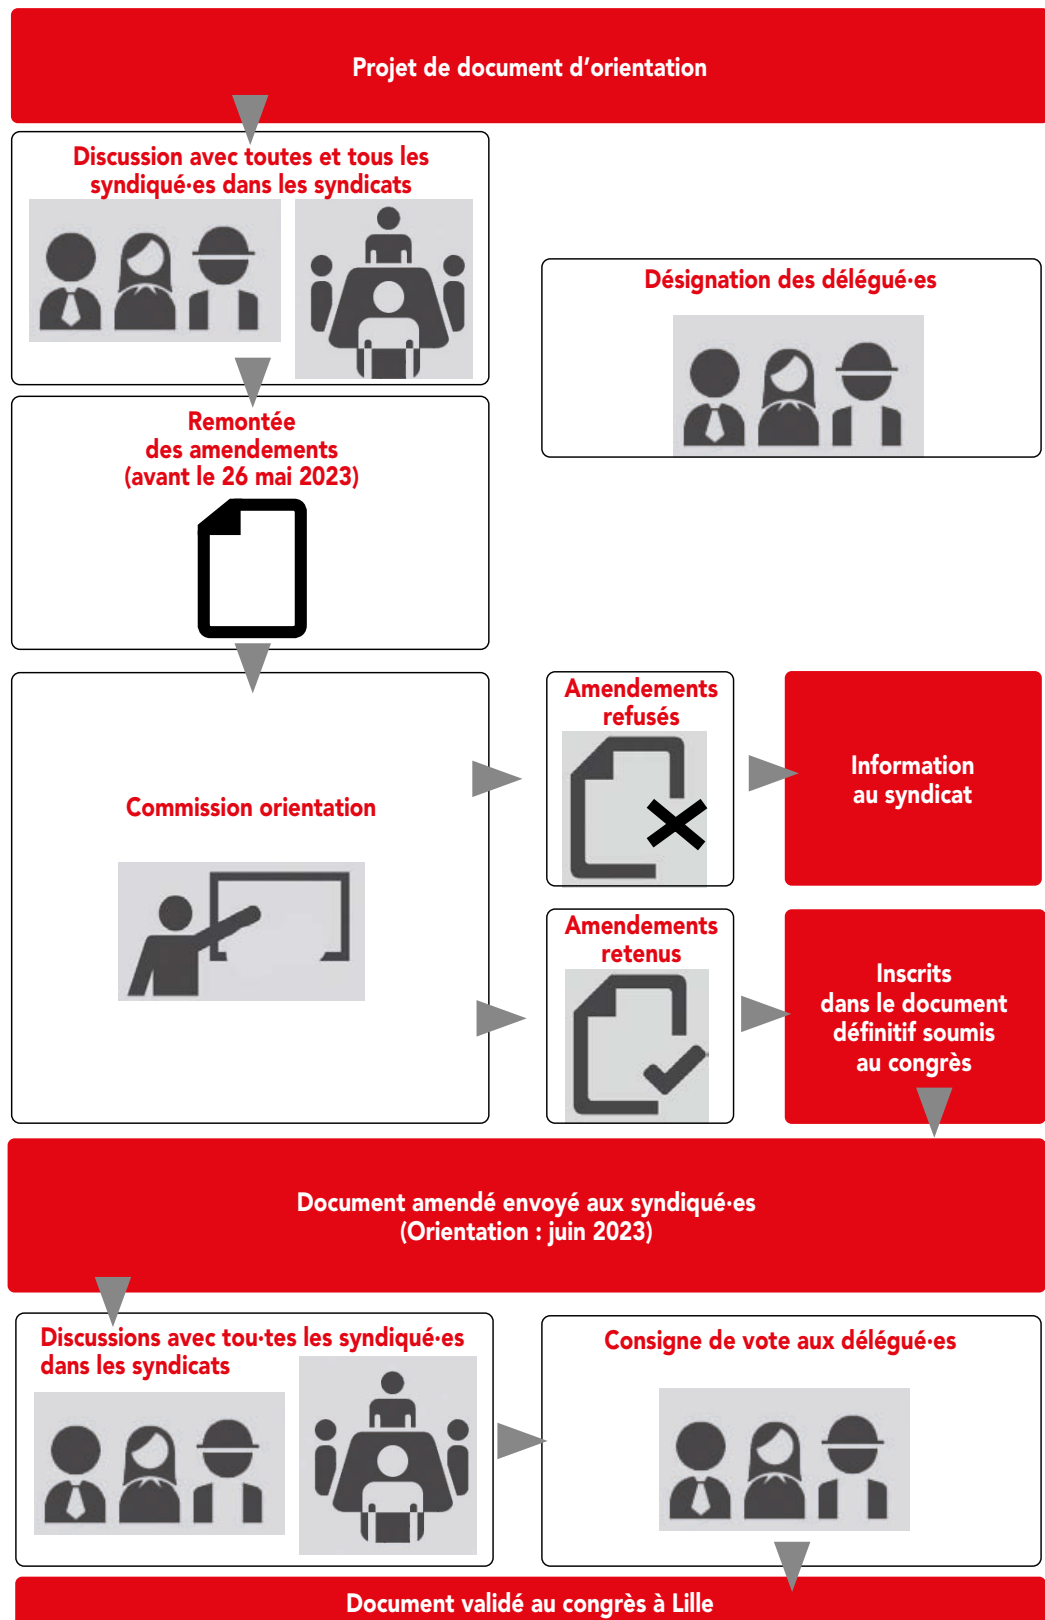 Projet de document d’orientation
Discussion avec toutes et tous les
syndiqué·es dans les syndicats
Désignation des délégué·es
Remontée
des amendements
(avant le 26 mai 2023)
Commission orientation
Amendements
refusés
Information
au syndicat
Amendements
retenus
Inscrits
dans le document
définitif soumis
au congrès
Document amendé envoyé aux syndiqué·es
(Orientation : juin 2023)
Discussions avec tou·tes les syndiqué·es
dans les syndicats
Consigne de vote aux délégué·es
Document validé au congrès à Lille